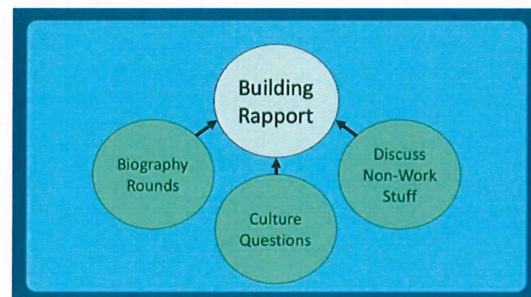 Building
Rapport
Biography
Rounds
Culture
Questions
Discuss
Non-Work
Stuff